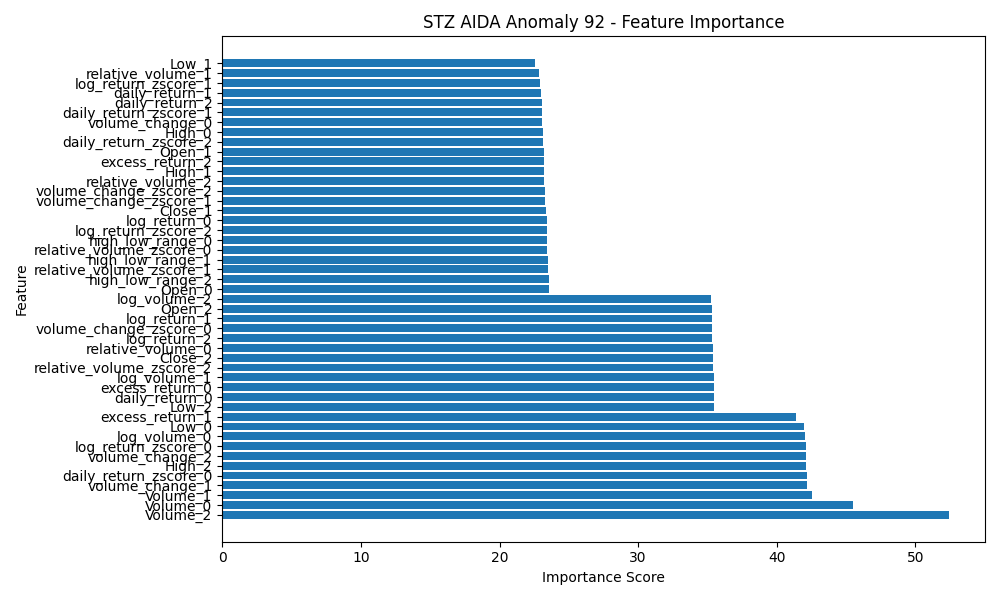 STZ AIDA Anomaly 92 - Feature Importance
Low_1
relative_volume_1
log_return_zscore_1
daily_return_1
daily_return_2
daily_return_zscore_1
volume_change_0
High_0
daily_return_zscore_2
Open_1
excess_return_2
High_1
relative_volume_2
volume_change_zscore_2
volume_change_zscore_1
Close_1
log_return_0
log_return_zscore_2
high_low_range_0
relative_volume_zscore_0
high_low_range_1
relative_volume_zscore_1
high_low_range_2
Open_0
log_volume_2
Open_2
log_return_1
volume_change_zscore_0
log_return_2
relative_volume_0
Close_2
relative_volume_zscore_2
log_volume_1
excess_return_0
daily_return_0
Low_2
excess_return_1
Low_0
log_volume_0
log_return_zscore_0
volume_change_2
High_2
daily_return_zscore_0
volume_change_1
Volume_1
Volume_0
Volume_2
Feature
0 10 20 30 40 50
Importance Score